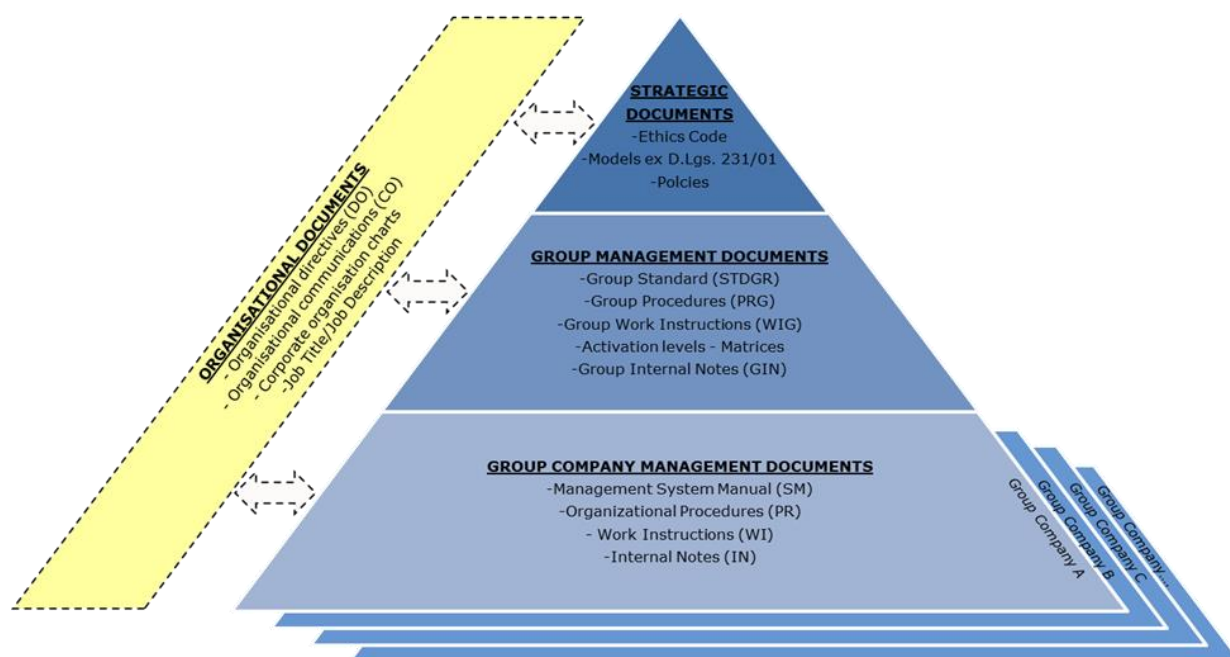 STRATEGIC
DOCUMENTS
-Ethics Code
-Models ex D.Lgs. 231/01
-Polcies
ORGANISATIONAL DOCUMENTS
- Organisational directives (DO)
- Organisational communications (CO)
- Corporate organisation charts
-Job Title/Job Description
GROUP MANAGEMENT DOCUMENTS
-Group Standard (STDGR)
-Group Procedures (PRG)
-Group Work Instructions (WIG)
-Activation levels - Matrices
-Group Internal Notes (GIN)
GROUP COMPANY MANAGEMENT DOCUMENTS
-Management System Manual (SM)
-Organizational Procedures (PR)
- Work Instructions (WI)
-Internal Notes (IN)
Group Company A
Group Company B
Group Company C
Group Company....